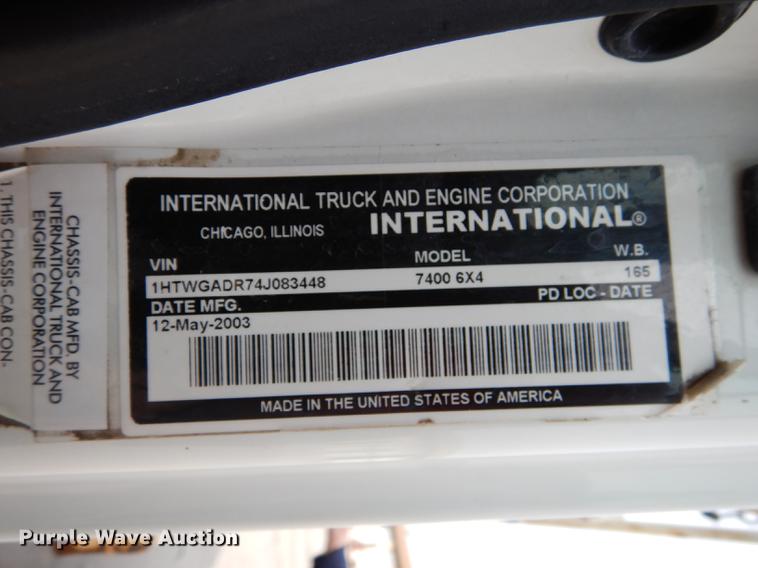 INTERNATIONAL TRUCK AND ENGINE CORPORATION
CHICAGO, ILLINOIS INTERNATIONAL®
VIN MODEL W.B.
1HTWGADR74J083448 7400 6X4 165
DATE MFG. PD LOC - DATE
12-May-2003
MADE IN THE UNITED STATES OF AMERICA
CHASSIS-CAB MFD. BY
INTERNATIONAL TRUCK AND
ENGINE CORPORATION
1. THIS CHASSIS-CAB CON-
Purple Wave Auction